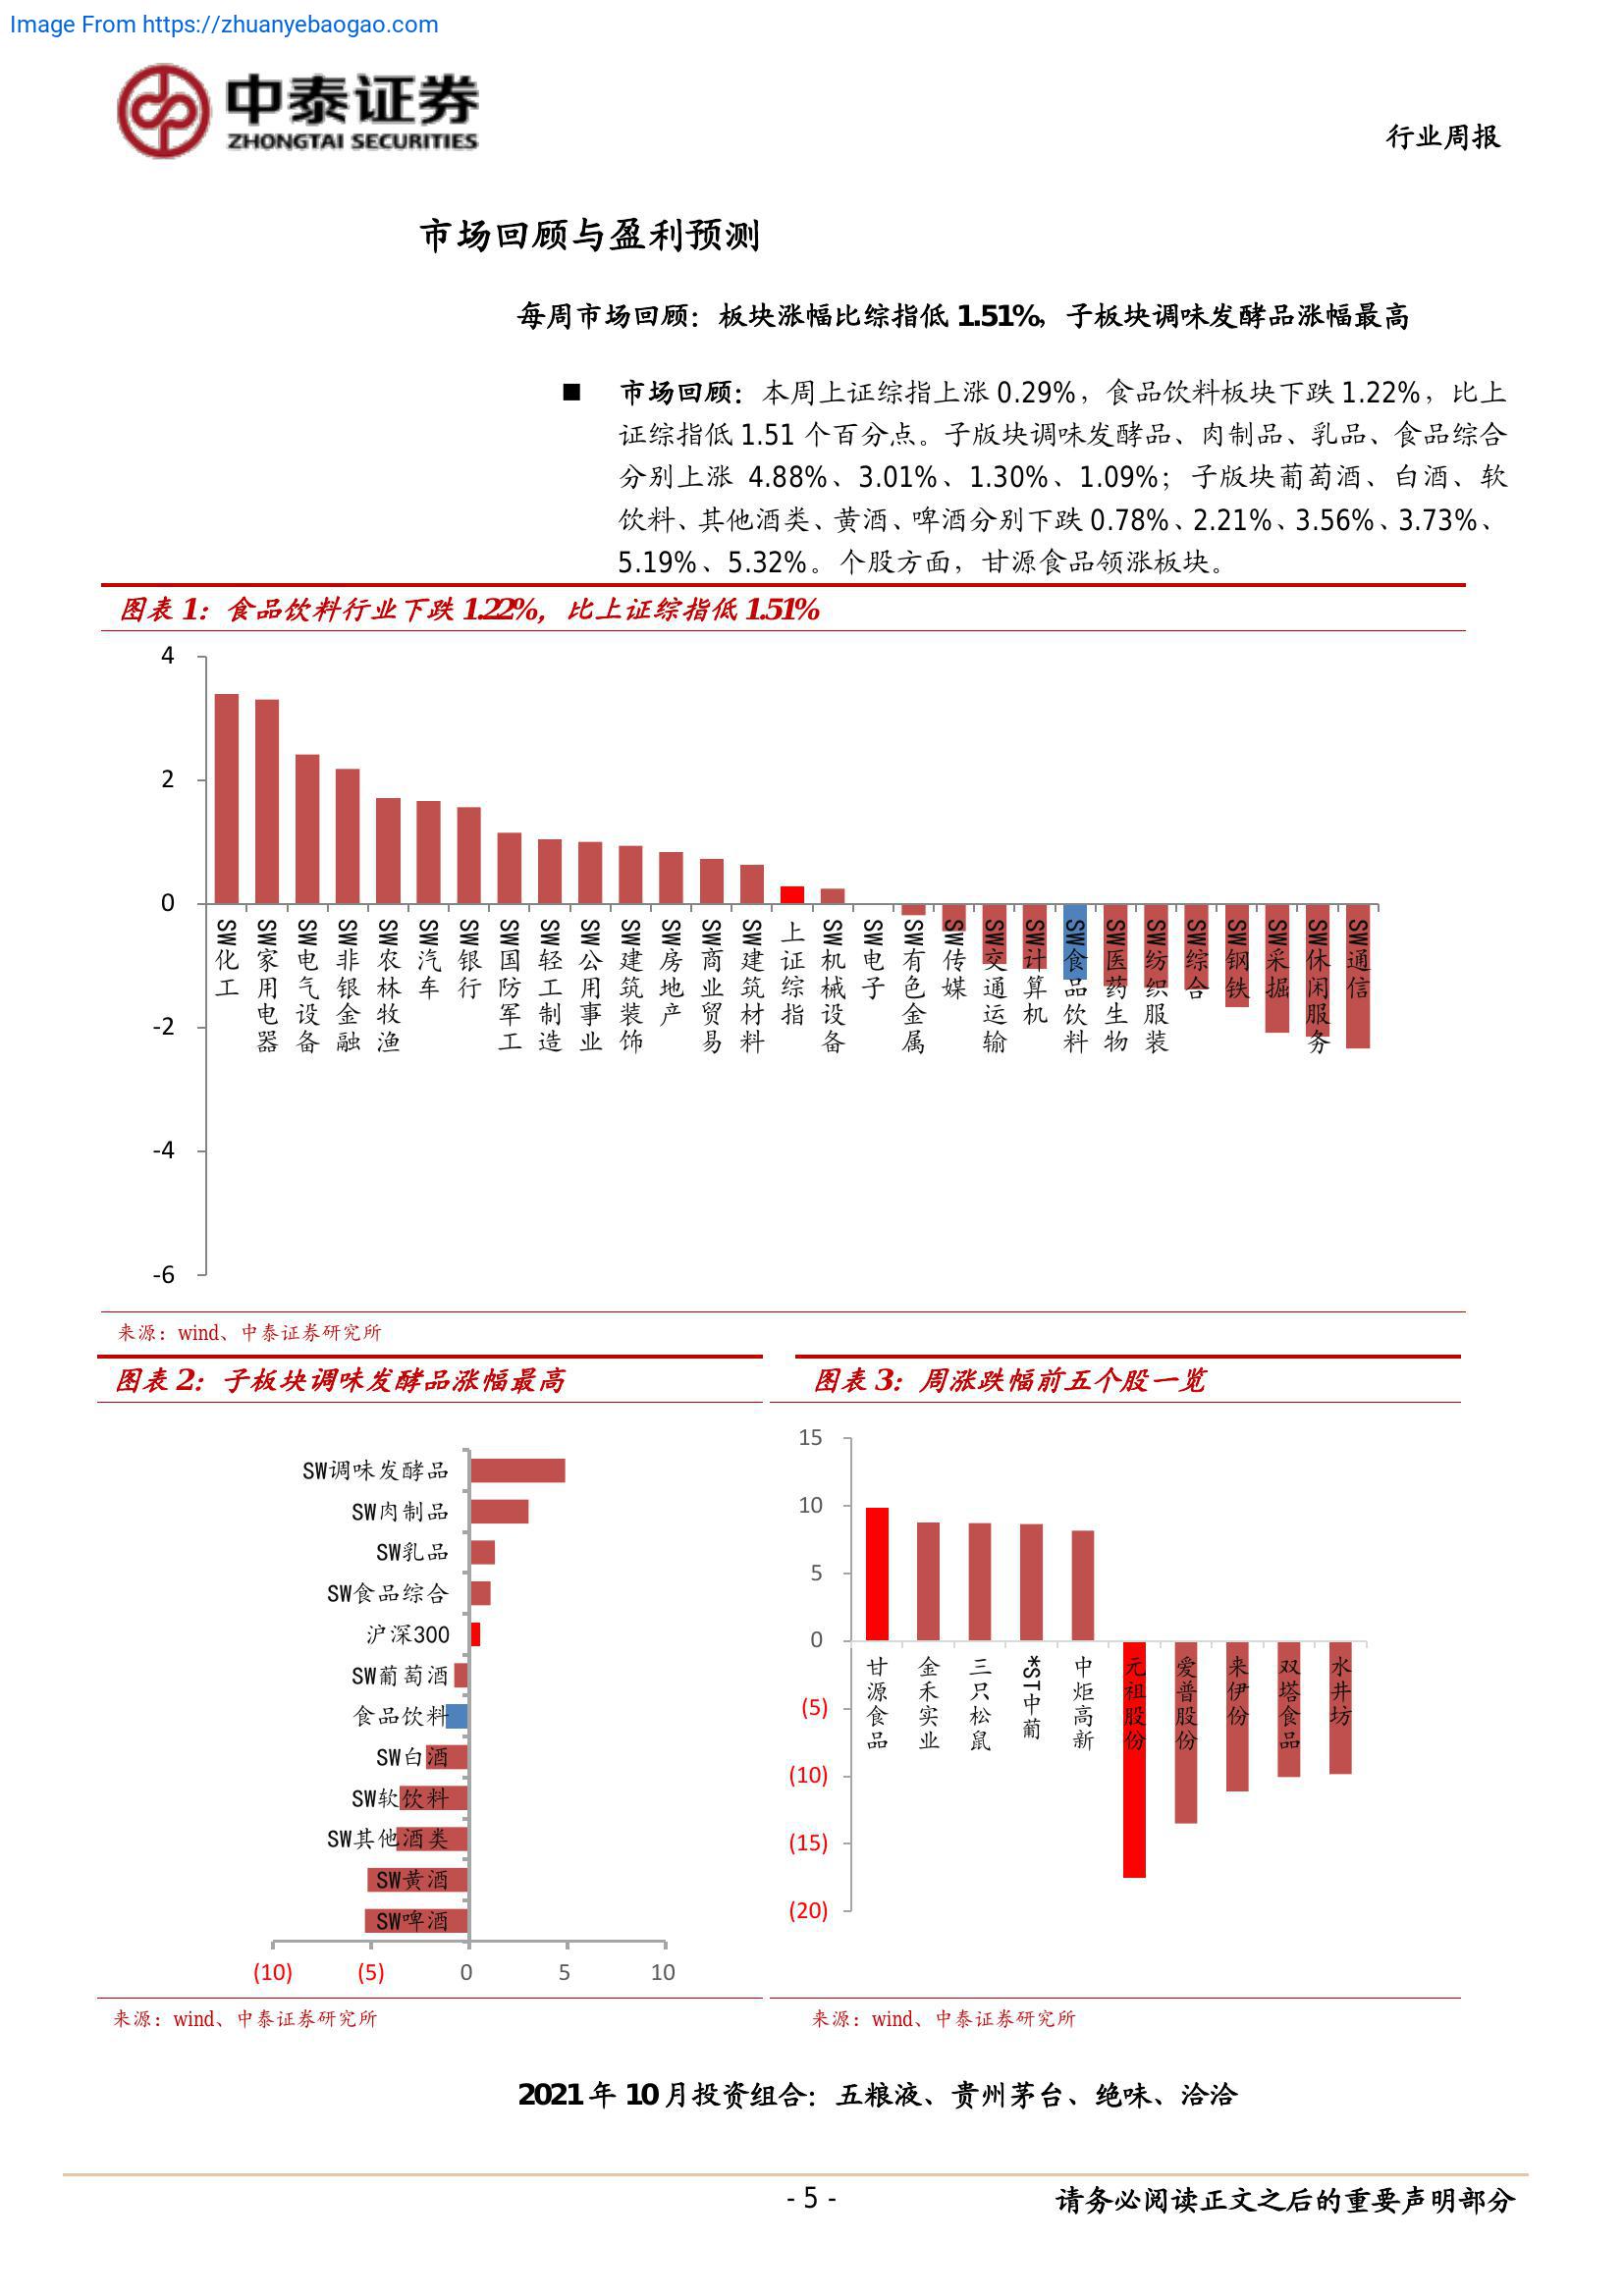 Image From https://zhuanyebaogao.com
中泰证券
ZHONGTAI SECURITIES
行业周报
市场回顾与盈利预测
每周市场回顾：板块涨幅比综指低 1.51%，子板块调味发酵品涨幅最高
■ 市场回顾：本周上证综指上涨 0.29%，食品饮料板块下跌 1.22%，比上
证综指低 1.51 个百分点。子版块调味发酵品、肉制品、乳品、食品综合
分别上涨 4.88%、3.01%、1.30%、1.09%；子版块葡萄酒、白酒、软
饮料、其他酒类、黄酒、啤酒分别下跌 0.78%、2.21%、3.56%、3.73%、
5.19%、5.32%。个股方面，甘源食品领涨板块。
图表 1：食品饮料行业下跌 1.22%，比上证综指低 1.51%
4
2
0
-2
-4
-6
SW化工
SW家用电器
SW电气设备
SW非银金融
SW农林牧渔
SW汽车
SW银行
SW国防军工
SW轻工制造
SW公用事业
SW建筑装饰
SW房地产
SW商业贸易
SW建筑材料
上证综指
SW机械设备
SW电子
SW有色金属
SW传媒
SW交通运输
SW计算机
SW食品饮料
SW医药生物
SW纺织服装
SW综合
SW钢铁
SW采掘
SW休闲服务
SW通信
来源：wind、中泰证券研究所
图表 2：子板块调味发酵品涨幅最高
SW调味发酵品
SW肉制品
SW乳品
SW食品综合
沪深300
SW葡萄酒
食品饮料
SW白酒
SW软饮料
SW其他酒类
SW黄酒
SW啤酒
(10) (5) 0 5 10
来源：wind、中泰证券研究所
图表 3：周涨跌幅前五个股一览
15
10
5
0
(5)
(10)
(15)
(20)
甘源食品
金禾实业
三只松鼠
*ST中葡
中炬高新
元祖股份
爱普股份
来伊份
双塔食品
水井坊
来源：wind、中泰证券研究所
2021 年 10 月投资组合：五粮液、贵州茅台、绝味、洽洽
- 5 -
请务必阅读正文之后的重要声明部分